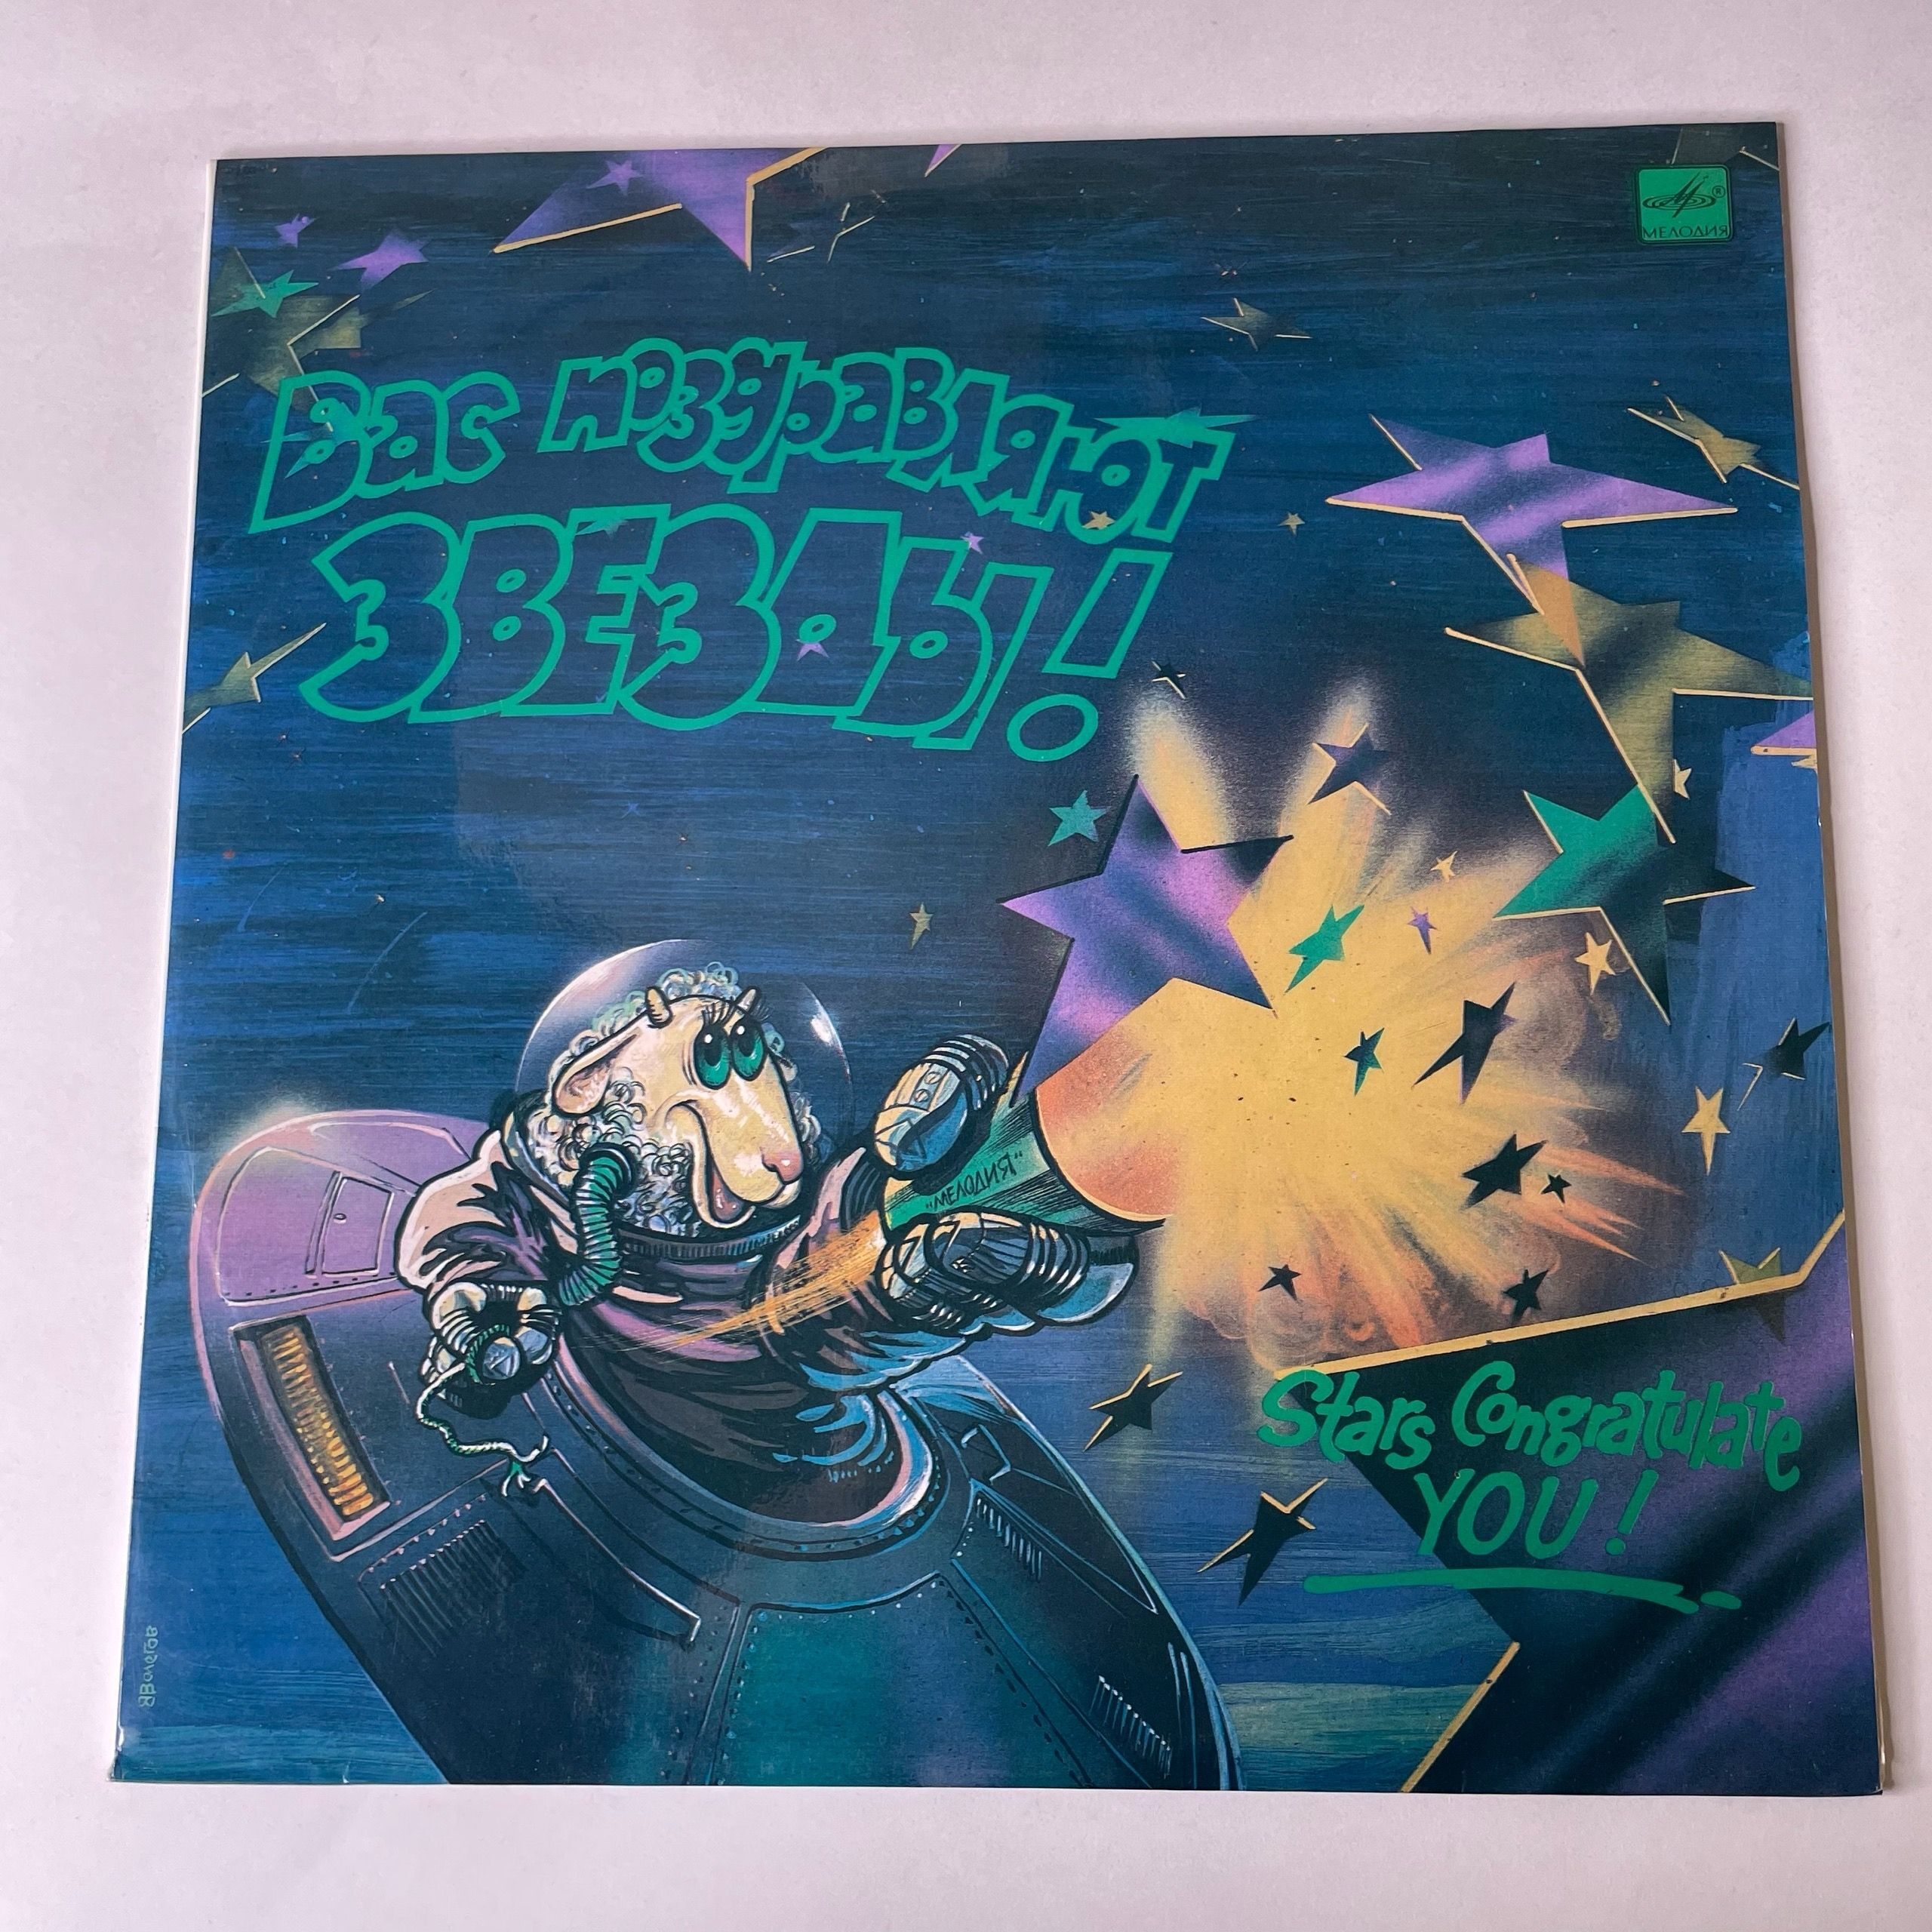 МЕЛОДИЯ
Вас поздравляют
ЗВЕЗДЫ!
"МЕЛОДИЯ"
Stars Congratulate
YOU!